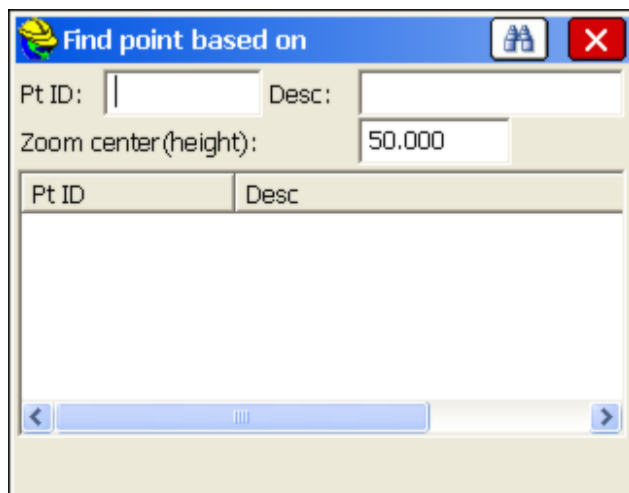 Find point based on
Pt ID: Desc:
Zoom center(height): 50.000
Pt ID Desc